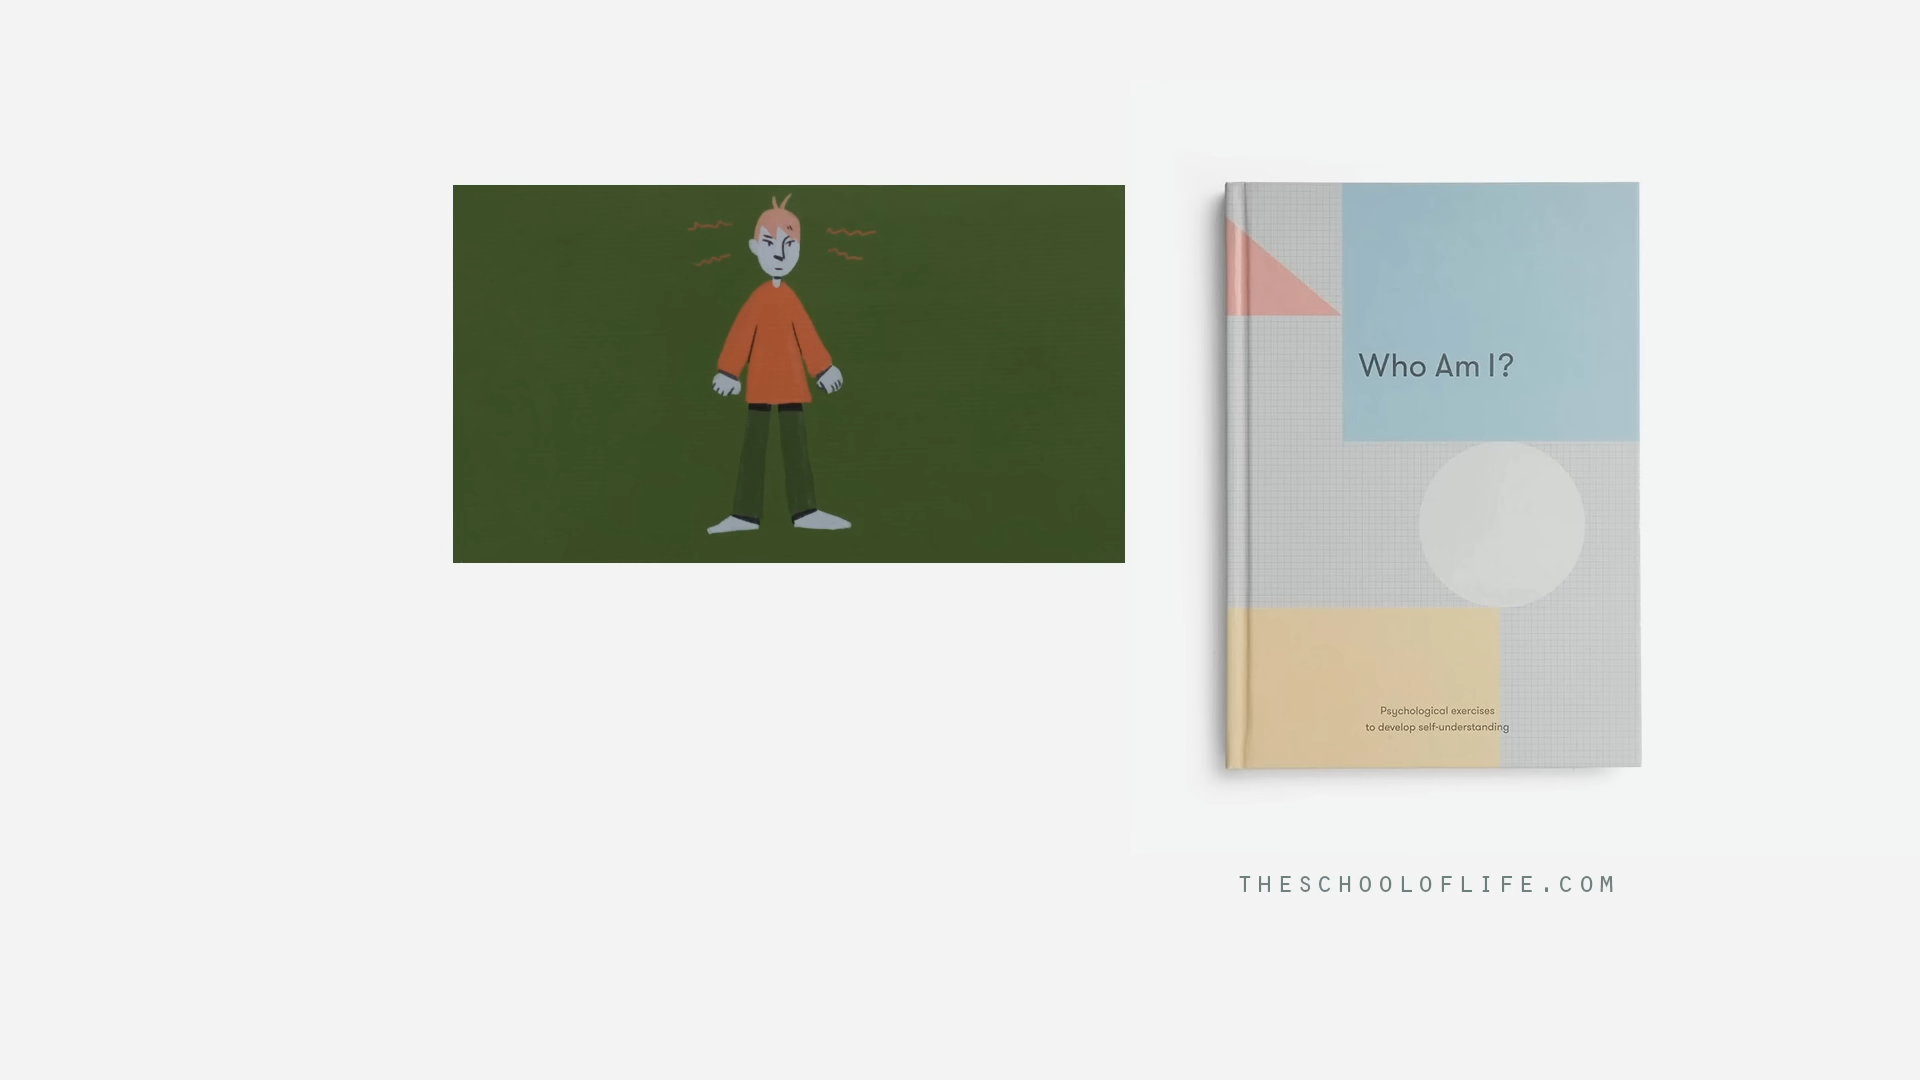 Who Am I?
Psychological exercises
to develop self-understanding
THESCHOOLOFLIFE.COM